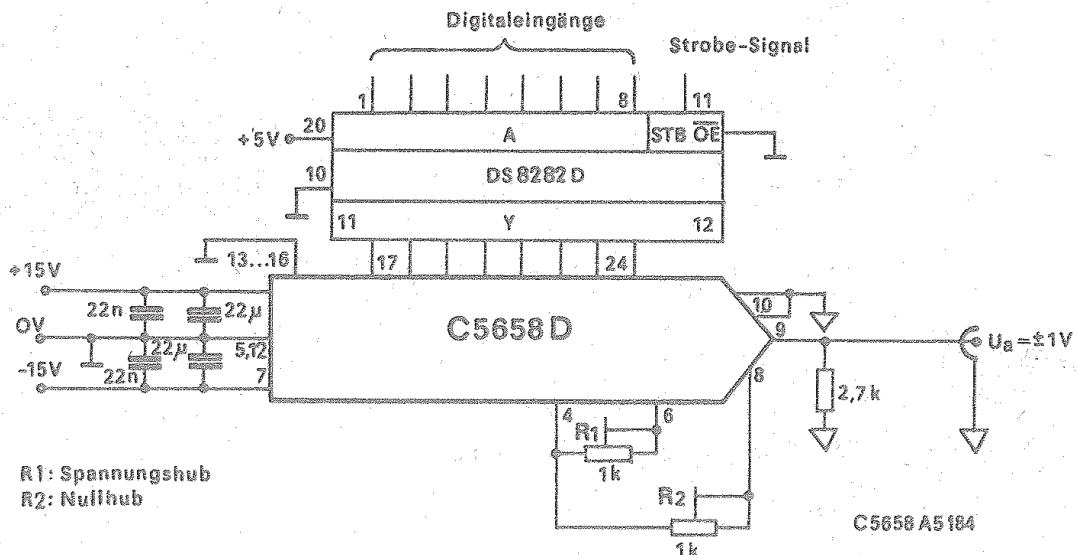 Digitaleingänge
Strobe-Signal
1
8
11
+5V
20
A
STB OE
10
DS 8282 D
11
Y
12
13...16
17
24
+15V
22n
22µ
10
C5658D
9
Ua=±1V
0V
22µ
5,12
-15V
22n
7
8
2,7k
4
6
R1
1k
R1: Spannungshub
R2: Nullhub
R2
1k
C5658 A5184